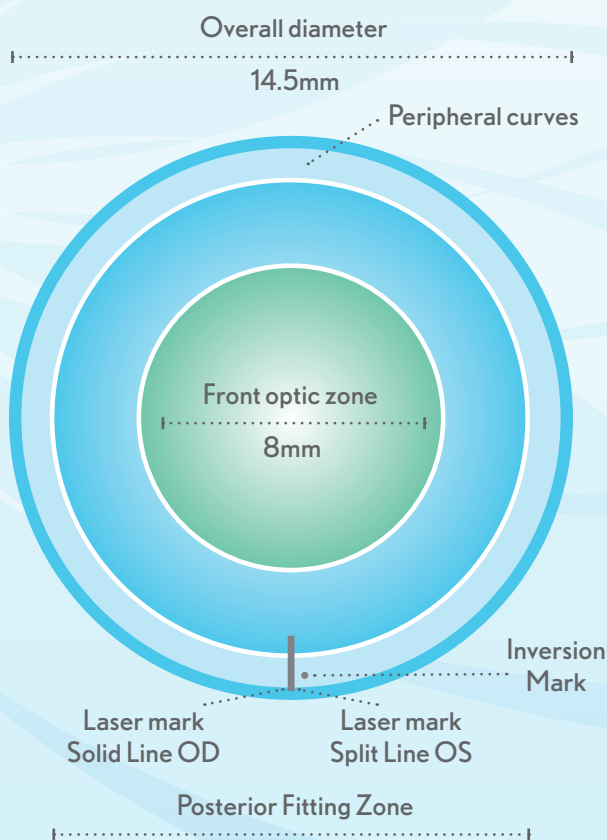 Overall diameter
14.5mm
Peripheral curves
Front optic zone
8mm
Inversion
Mark
Laser mark
Solid Line OD
Laser mark
Split Line OS
Posterior Fitting Zone